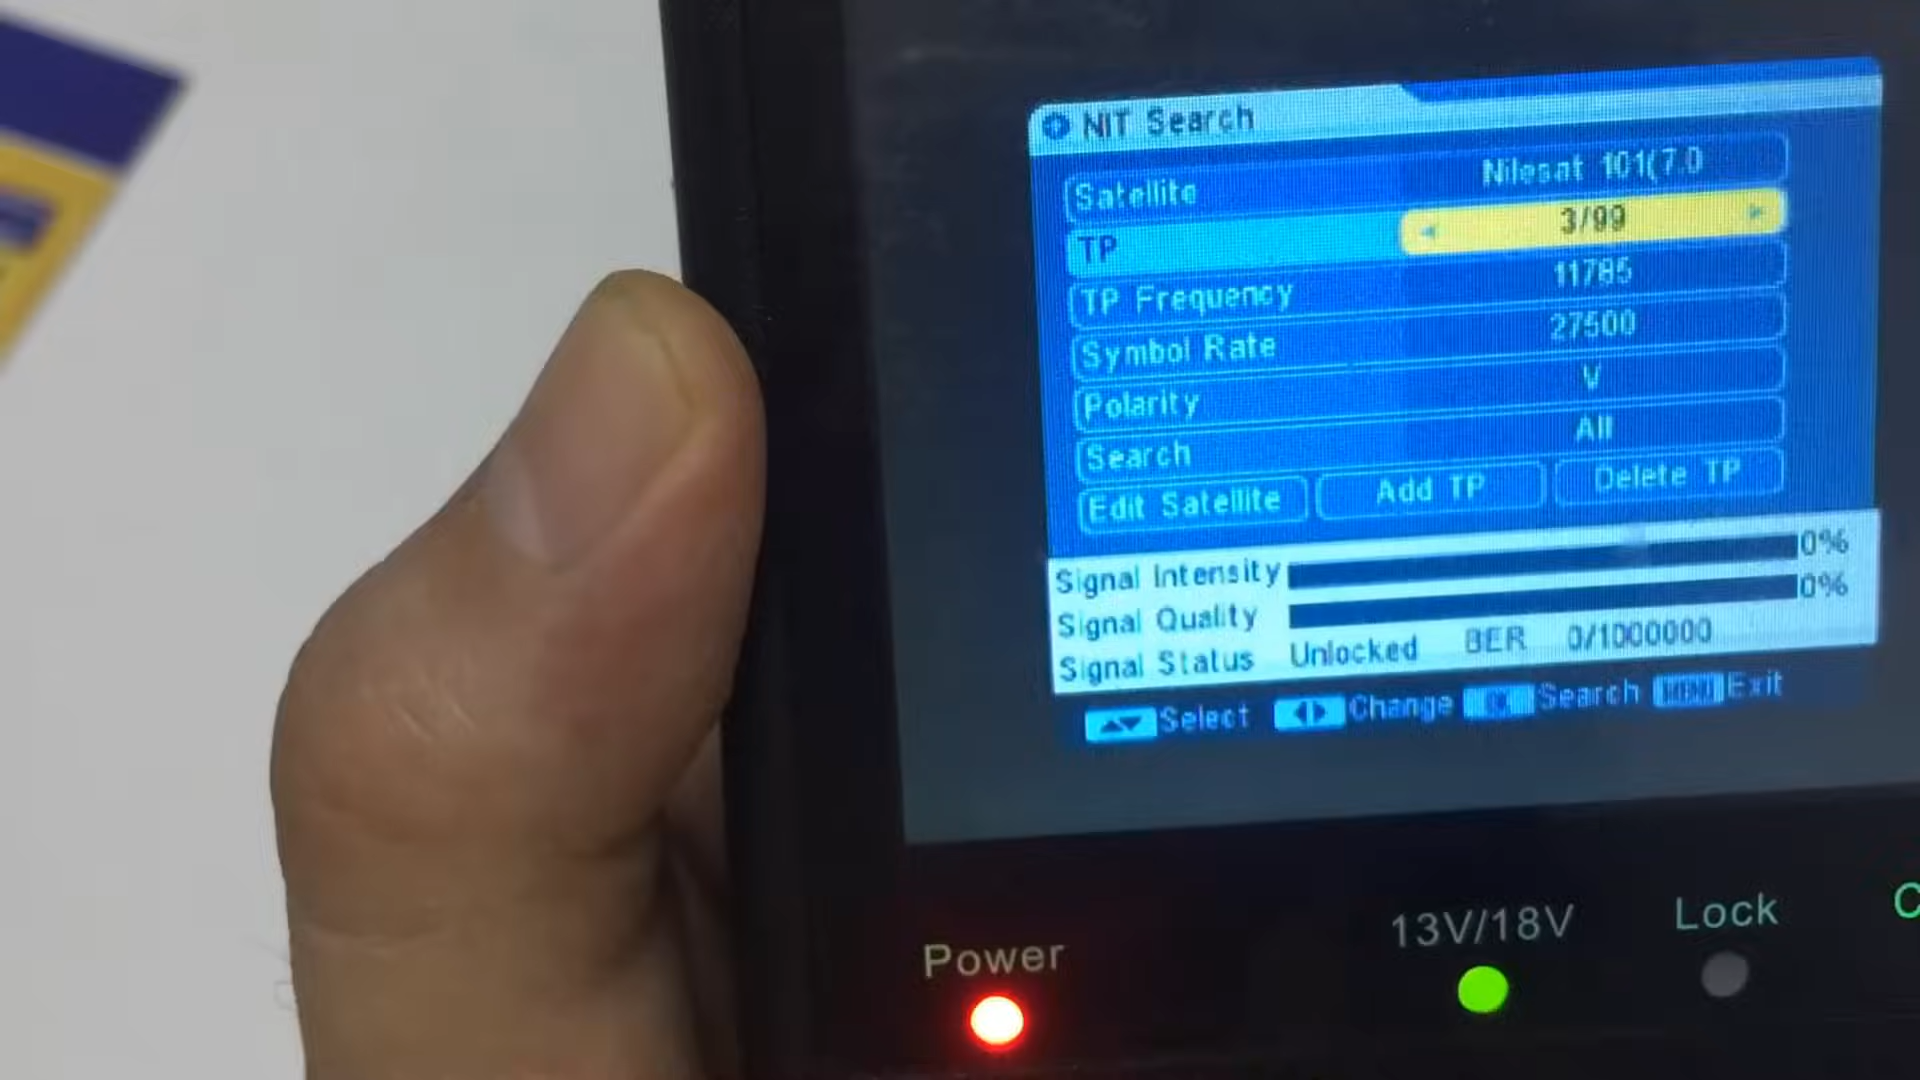 NIT Search
Satellite Nilesat 101(7.0
TP 3/99
TP Frequency 11785
Symbol Rate 27500
Polarity V
Search All
Edit Satellite Add TP Delete TP
Signal Intensity 0%
Signal Quality 0%
Signal Status Unlocked BER 0/1000000
Select Change Search Exit
Power 13V/18V Lock C